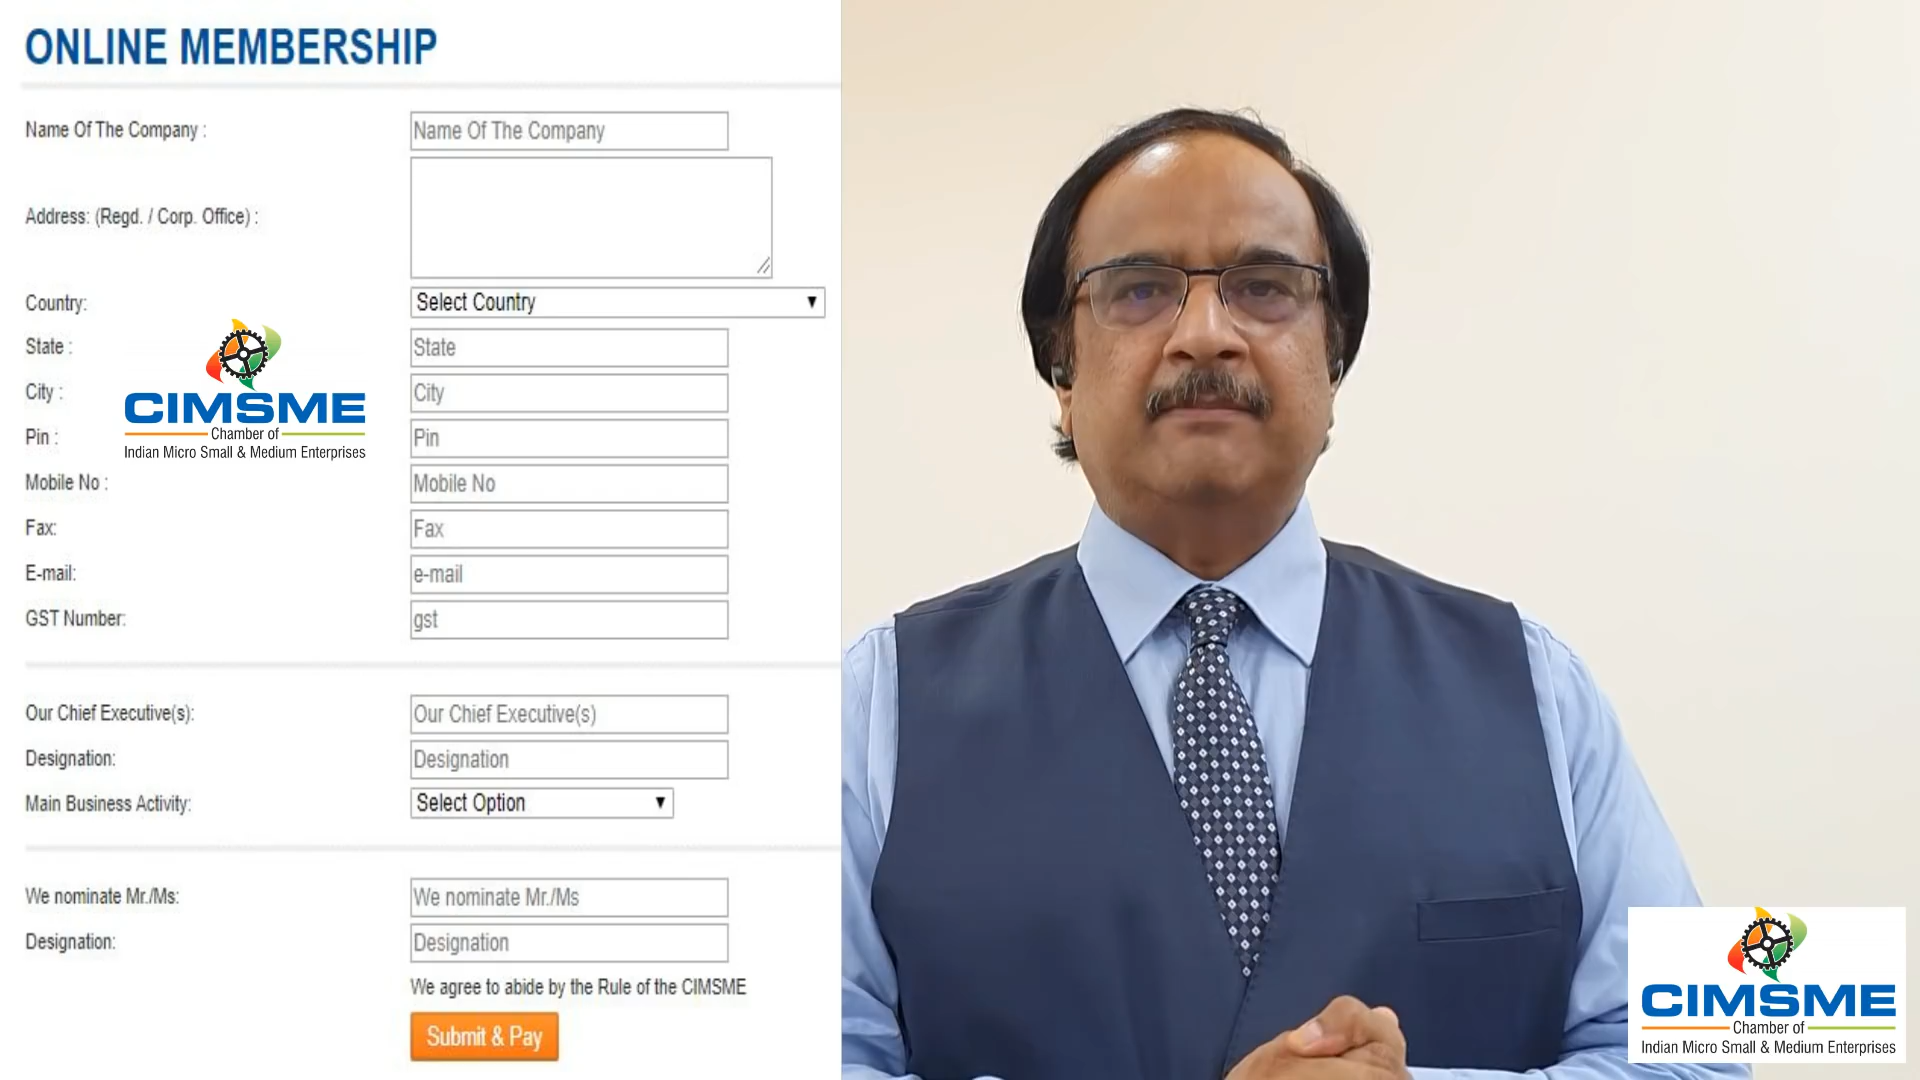 ONLINE MEMBERSHIP
Name Of The Company :
Name Of The Company
Address: (Regd. / Corp. Office) :
Country:
Select Country
State :
State
City :
City
Pin :
Pin
CIMSME
Chamber of
Indian Micro Small & Medium Enterprises
Mobile No :
Mobile No
Fax:
Fax
E-mail:
e-mail
GST Number:
gst
Our Chief Executive(s):
Our Chief Executive(s)
Designation:
Designation
Main Business Activity:
Select Option
We nominate Mr./Ms:
We nominate Mr./Ms
Designation:
Designation
We agree to abide by the Rule of the CIMSME
Submit & Pay
CIMSME
Chamber of
Indian Micro Small & Medium Enterprises